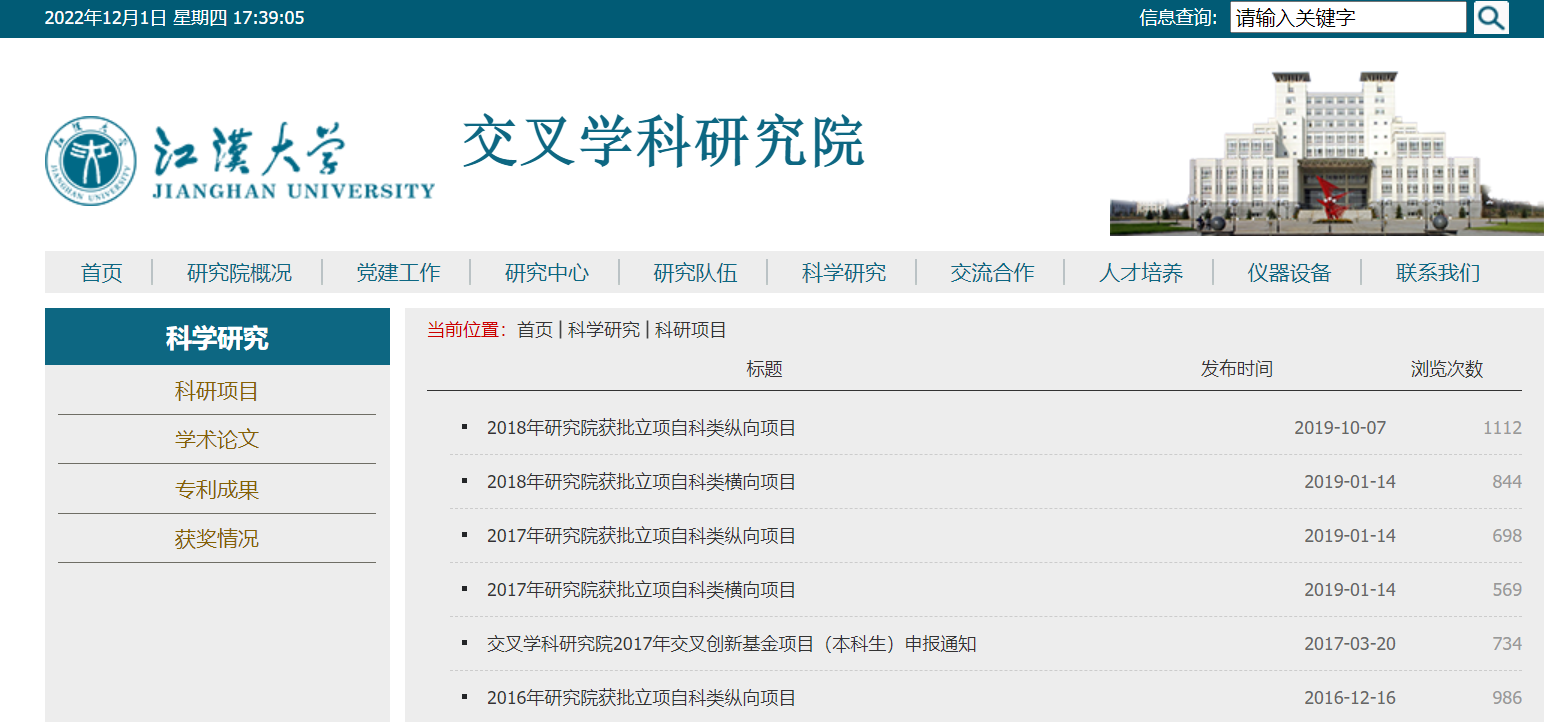 2022年12月1日 星期四 17:39:05 信息查询: 请输入关键字
江漢大学 交叉学科研究院
JIANGHAN UNIVERSITY
首页 研究院概况 党建工作 研究中心 研究队伍 科学研究 交流合作 人才培养 仪器设备 联系我们
科学研究
科研项目
学术论文
专利成果
获奖情况
当前位置：首页 | 科学研究 | 科研项目
标题 发布时间 浏览次数
2018年研究院获批立项自科类纵向项目 2019-10-07 1112
2018年研究院获批立项自科类横向项目 2019-01-14 844
2017年研究院获批立项自科类纵向项目 2019-01-14 698
2017年研究院获批立项自科类横向项目 2019-01-14 569
交叉学科研究院2017年交叉创新基金项目（本科生）申报通知 2017-03-20 734
2016年研究院获批立项自科类纵向项目 2016-12-16 986